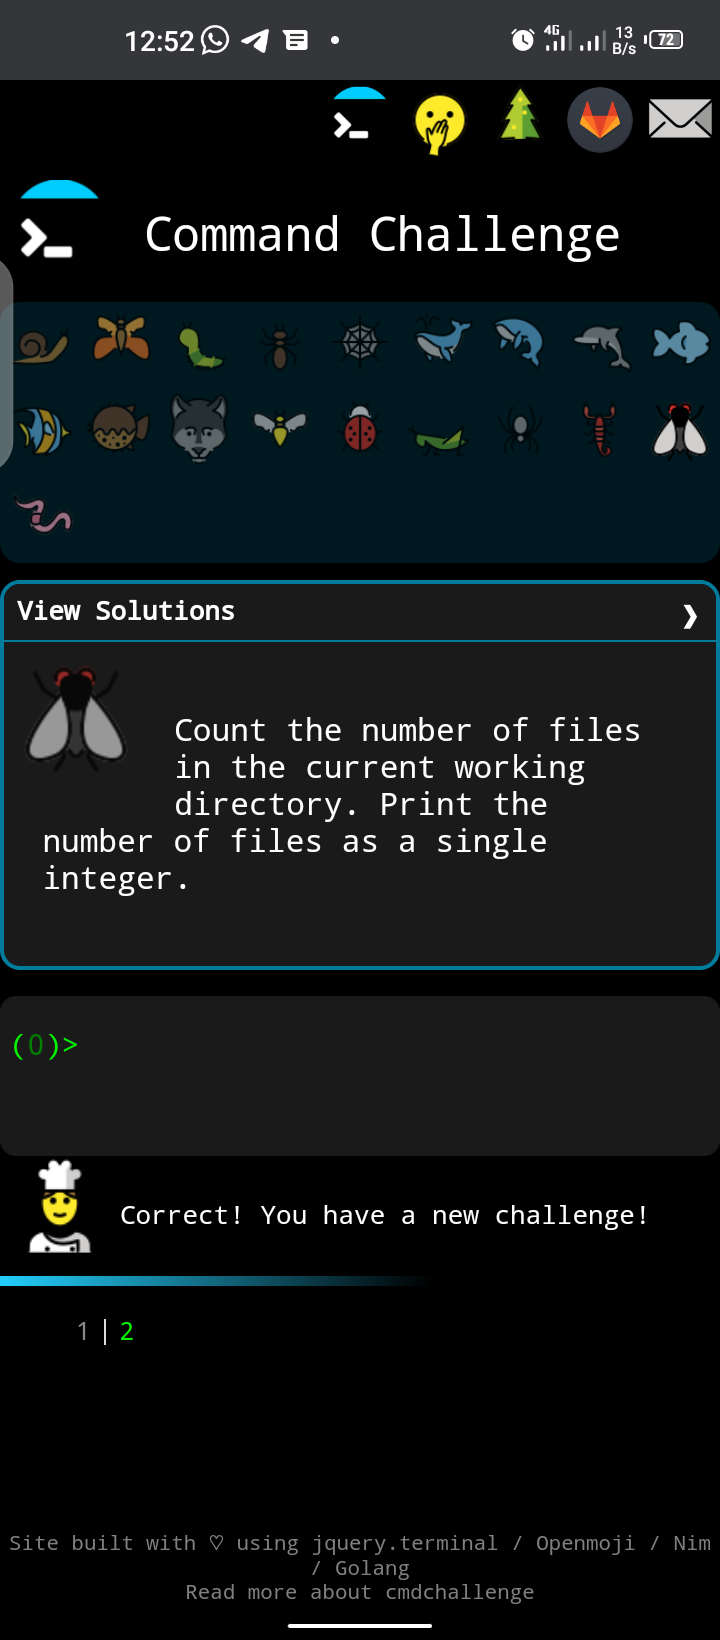 12:52
4G
13
B/s
72
Command Challenge
View Solutions
Count the number of files
in the current working
directory. Print the
number of files as a single
integer.
(0)>
Correct! You have a new challenge!
1 | 2
Site built with ♡ using jquery.terminal / Openmoji / Nim
/ Golang
Read more about cmdchallenge